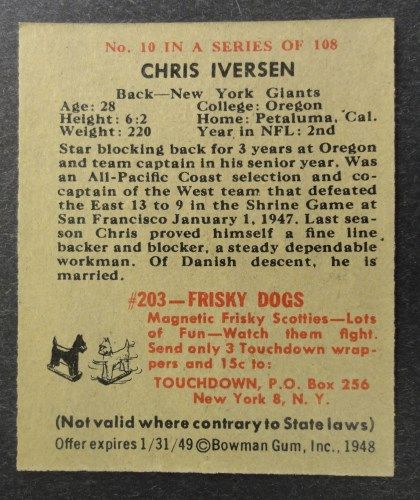 No. 10 IN A SERIES OF 108
CHRIS IVERSEN
Back—New York Giants
Age: 28 College: Oregon
Height: 6:2 Home: Petaluma, Cal.
Weight: 220 Year in NFL: 2nd
Star blocking back for 3 years at Oregon
and team captain in his senior year. Was
an All-Pacific Coast selection and co-
captain of the West team that defeated
the East 13 to 9 in the Shrine Game at
San Francisco January 1, 1947. Last sea-
son Chris proved himself a fine line
backer and blocker, a steady dependable
workman. Of Danish descent, he is
married.
#203—FRISKY DOGS
Magnetic Frisky Scotties—Lots
of Fun—Watch them fight.
Send only 3 Touchdown wrap-
pers and 15c to:
TOUCHDOWN, P.O. Box 256
New York 8, N. Y.
(Not valid where contrary to State laws)
Offer expires 1/31/49 ©Bowman Gum, Inc., 1948